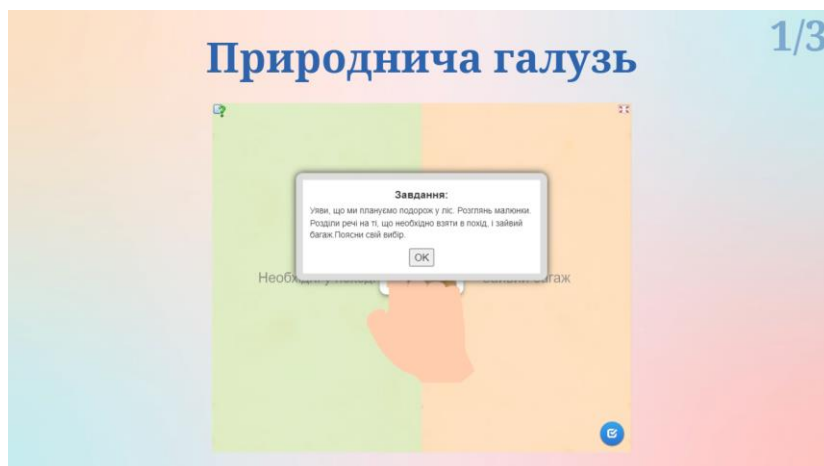 1/3
Природнича галузь
Завдання:
Уяви, що ми плануємо подорож у ліс. Розглянь малюнки.
Розділи речі на ті, що необхідно взяти в похід, і зайвий
багаж.Поясни свій вибір.
OK